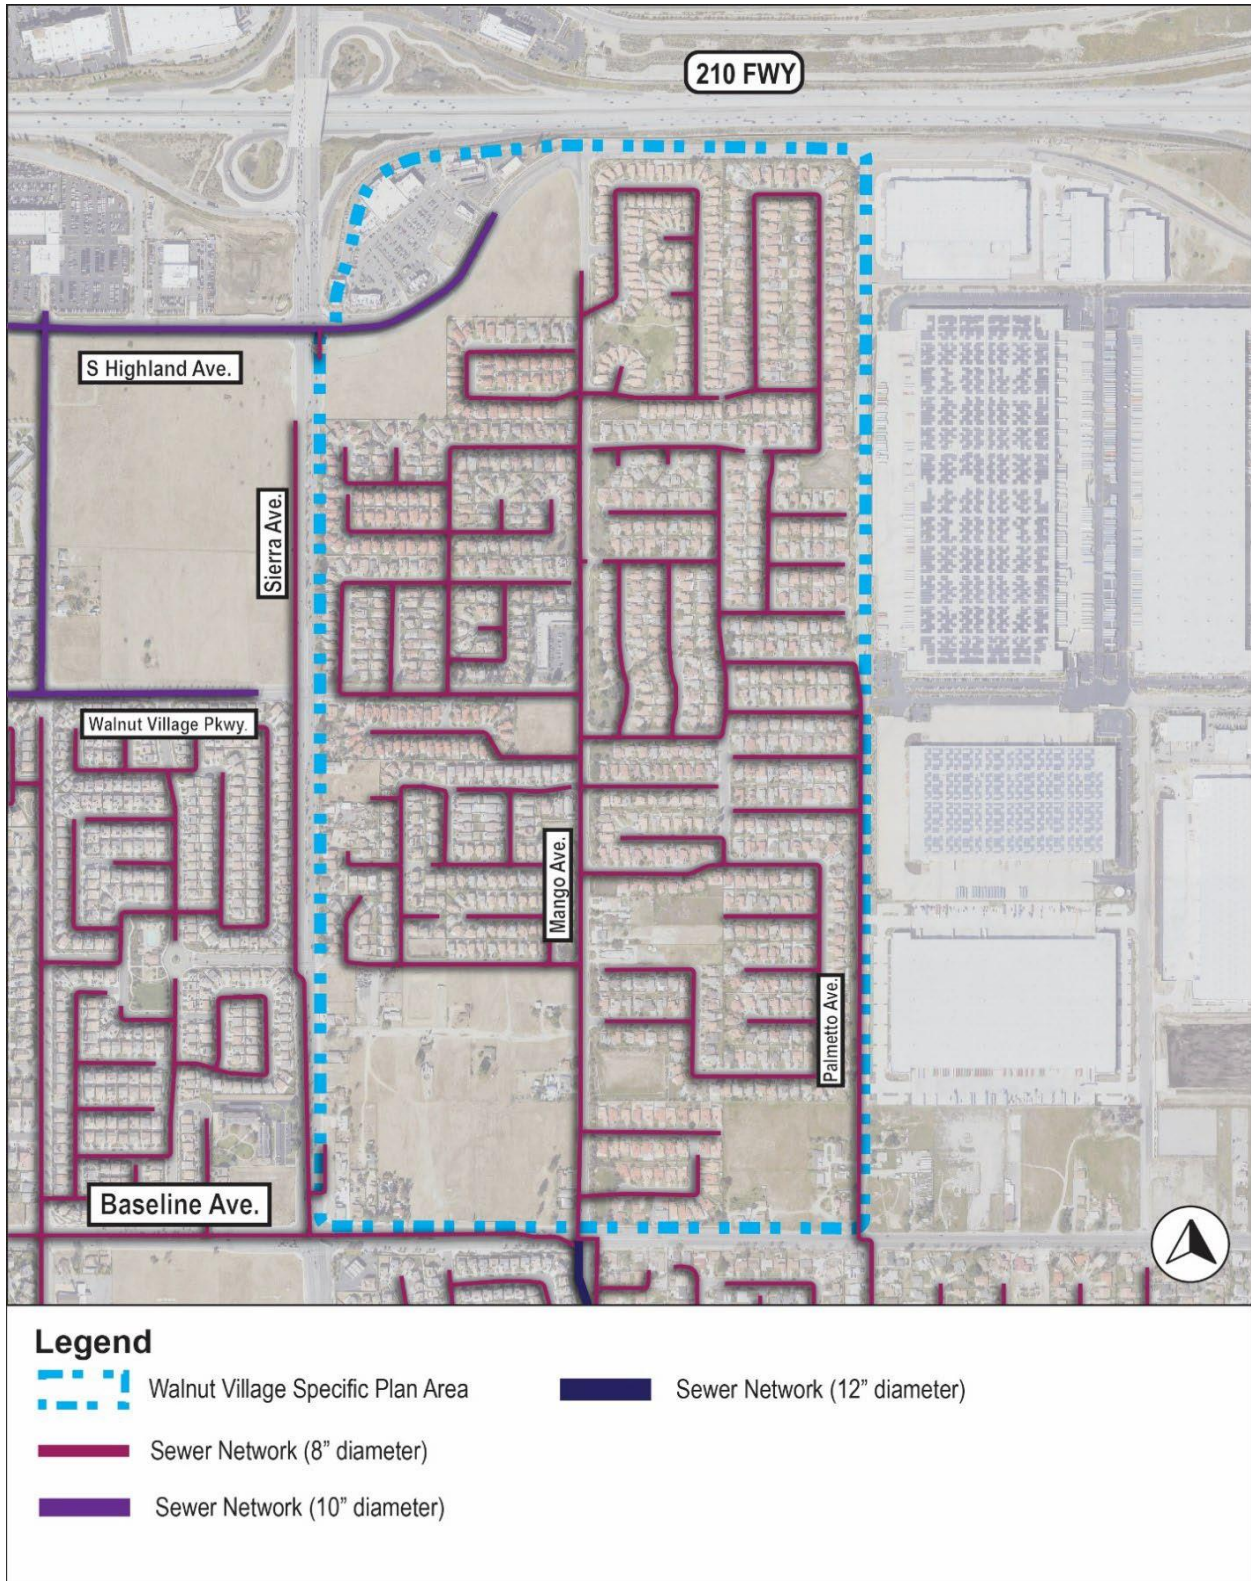 210 FWY
S Highland Ave.
Sierra Ave.
Walnut Village Pkwy.
Mango Ave.
Palmetto Ave.
Baseline Ave.
Legend
Walnut Village Specific Plan Area
Sewer Network (12” diameter)
Sewer Network (8” diameter)
Sewer Network (10” diameter)